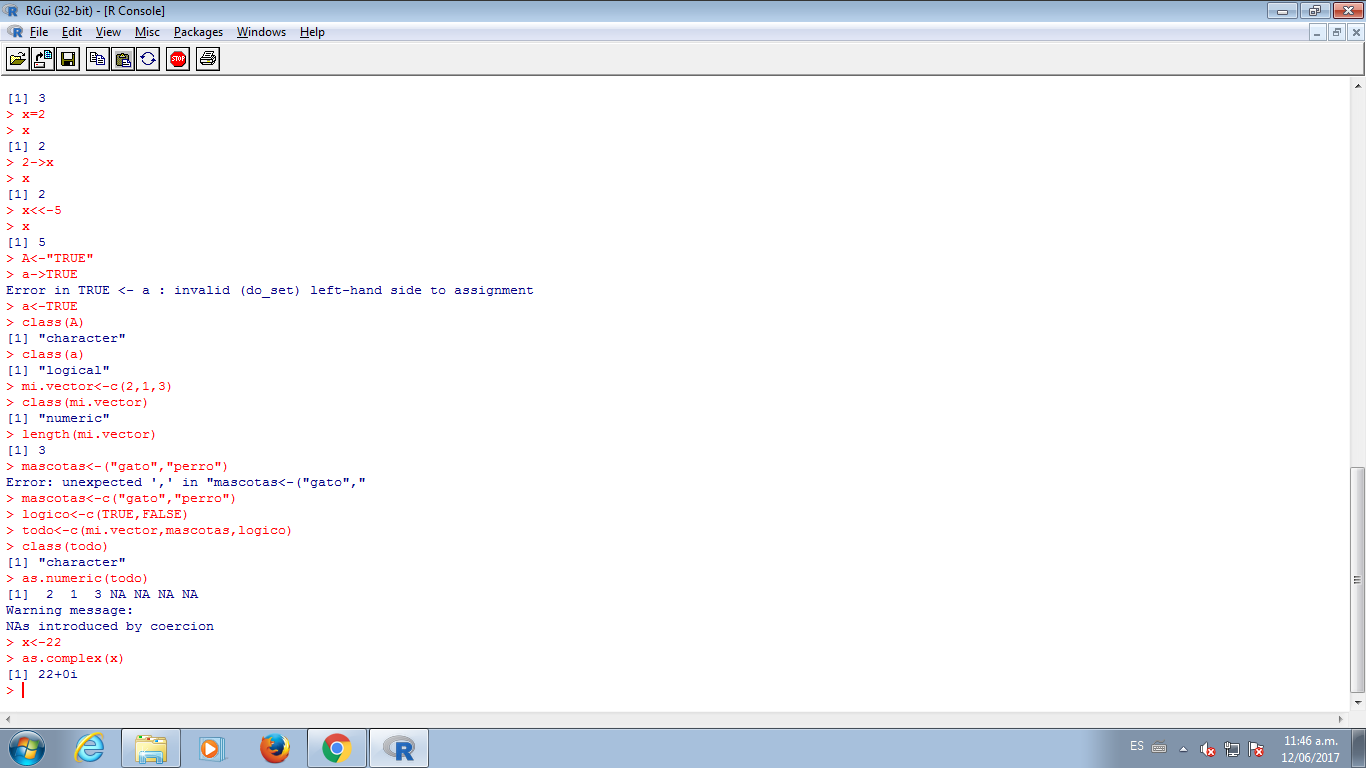 RGui (32-bit) - [R Console]
File Edit View Misc Packages Windows Help
STOP
[1] 3
> x=2
> x
[1] 2
> 2->x
> x
[1] 2
> x<<-5
> x
[1] 5
> A<-"TRUE"
> a->TRUE
Error in TRUE <- a : invalid (do_set) left-hand side to assignment
> a<-TRUE
> class(A)
[1] "character"
> class(a)
[1] "logical"
> mi.vector<-c(2,1,3)
> class(mi.vector)
[1] "numeric"
> length(mi.vector)
[1] 3
> mascotas<-("gato","perro")
Error: unexpected ',' in "mascotas<-("gato","
> mascotas<-c("gato","perro")
> logico<-c(TRUE,FALSE)
> todo<-c(mi.vector,mascotas,logico)
> class(todo)
[1] "character"
> as.numeric(todo)
[1]  2  1  3 NA NA NA NA
Warning message:
NAs introduced by coercion
> x<-22
> as.complex(x)
[1] 22+0i
>
ES
11:46 a.m.
12/06/2017